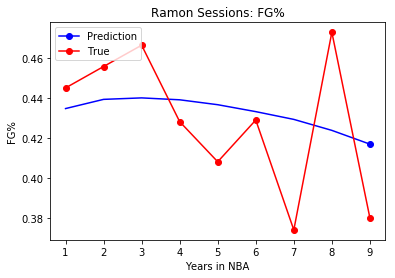 Ramon Sessions: FG%
Prediction
True
FG%
0.46
0.44
0.42
0.40
0.38
1 2 3 4 5 6 7 8 9
Years in NBA